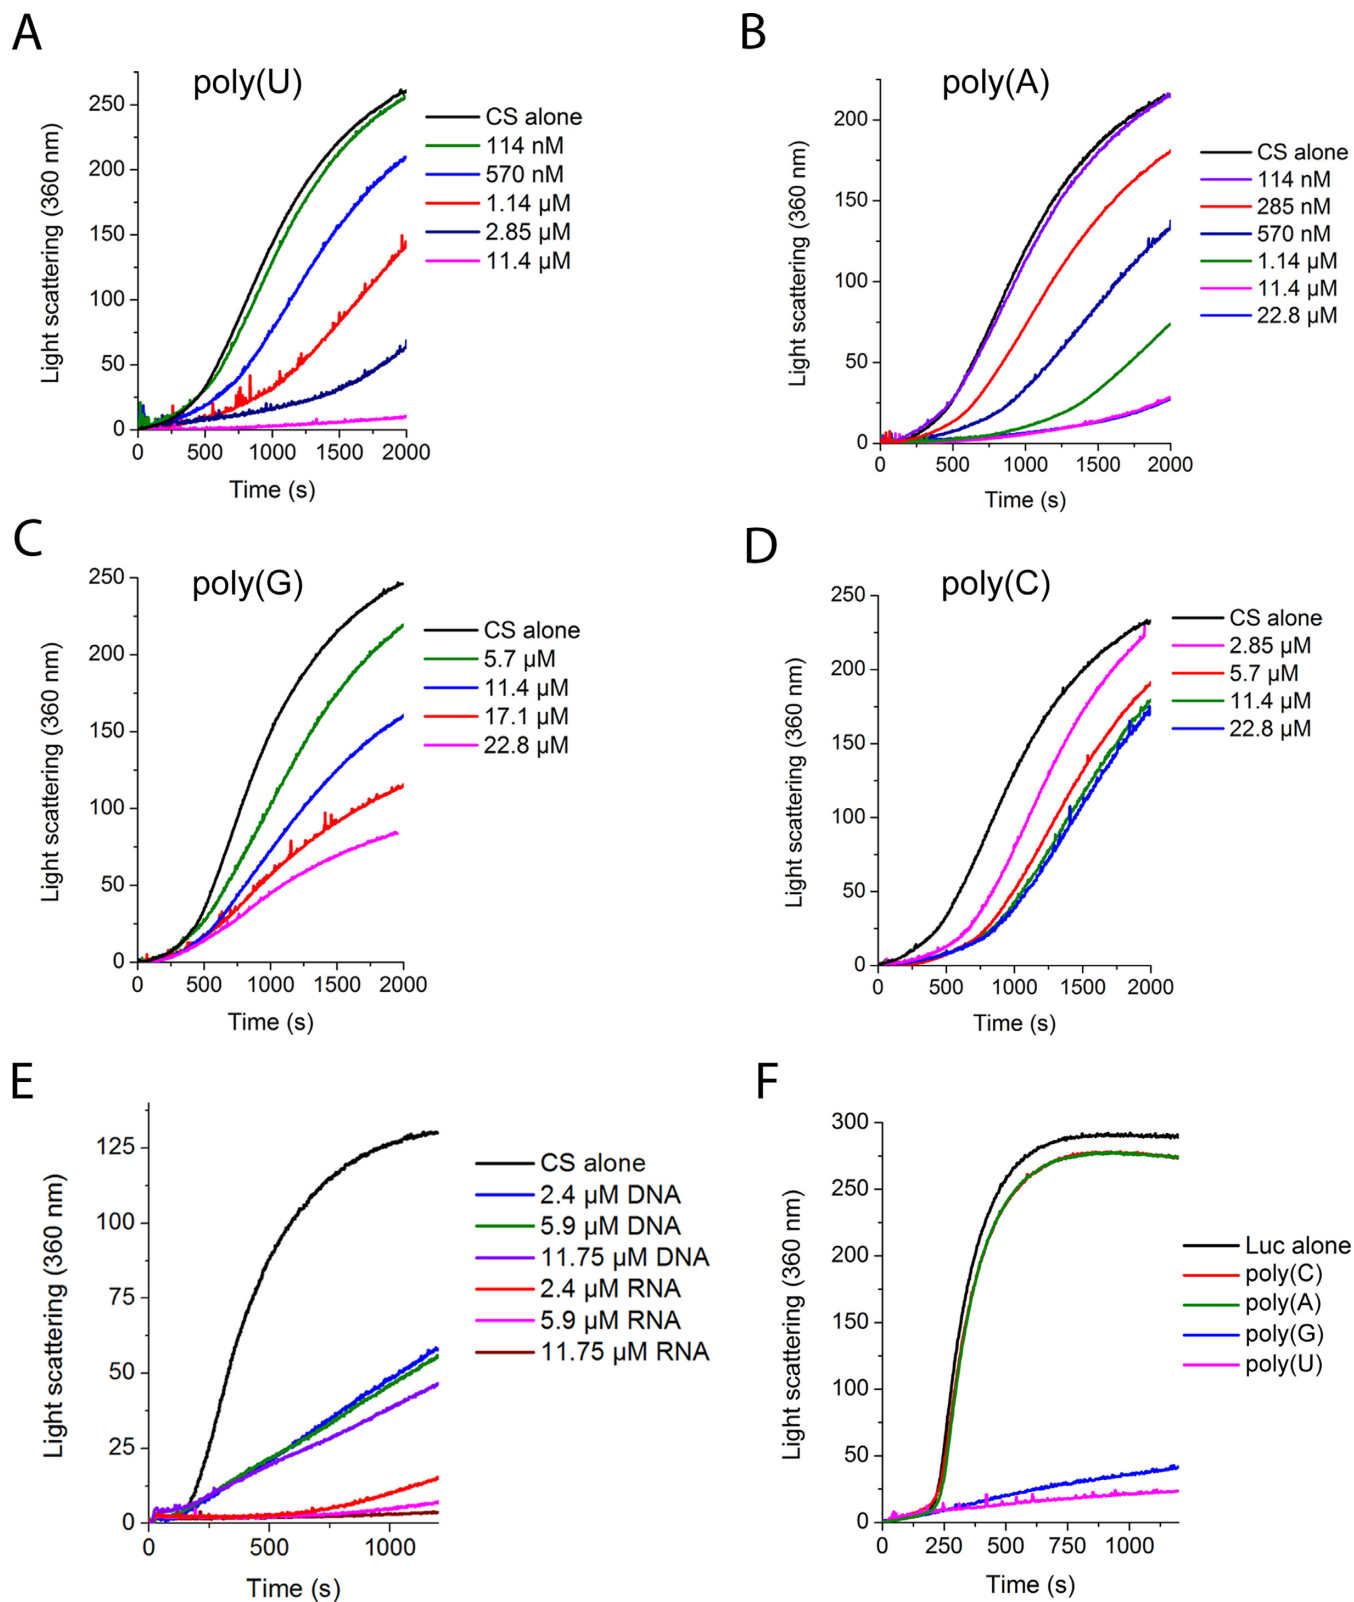 A
poly(U)
Light scattering (360 nm)
250
200
150
100
50
0
0 500 1000 1500 2000
Time (s)
CS alone
114 nM
570 nM
1.14 µM
2.85 µM
11.4 µM
B
poly(A)
Light scattering (360 nm)
200
150
100
50
0
0 500 1000 1500 2000
Time (s)
CS alone
114 nM
285 nM
570 nM
1.14 µM
11.4 µM
22.8 µM
C
poly(G)
Light scattering (360 nm)
250
200
150
100
50
0
0 500 1000 1500 2000
Time (s)
CS alone
5.7 µM
11.4 µM
17.1 µM
22.8 µM
D
poly(C)
Light scattering (360 nm)
250
200
150
100
50
0
0 500 1000 1500 2000
Time (s)
CS alone
2.85 µM
5.7 µM
11.4 µM
22.8 µM
E
Light scattering (360 nm)
125
100
75
50
25
0
0 500 1000
Time (s)
CS alone
2.4 µM DNA
5.9 µM DNA
11.75 µM DNA
2.4 µM RNA
5.9 µM RNA
11.75 µM RNA
F
Light scattering (360 nm)
300
250
200
150
100
50
0
0 250 500 750 1000
Time (s)
Luc alone
poly(C)
poly(A)
poly(G)
poly(U)